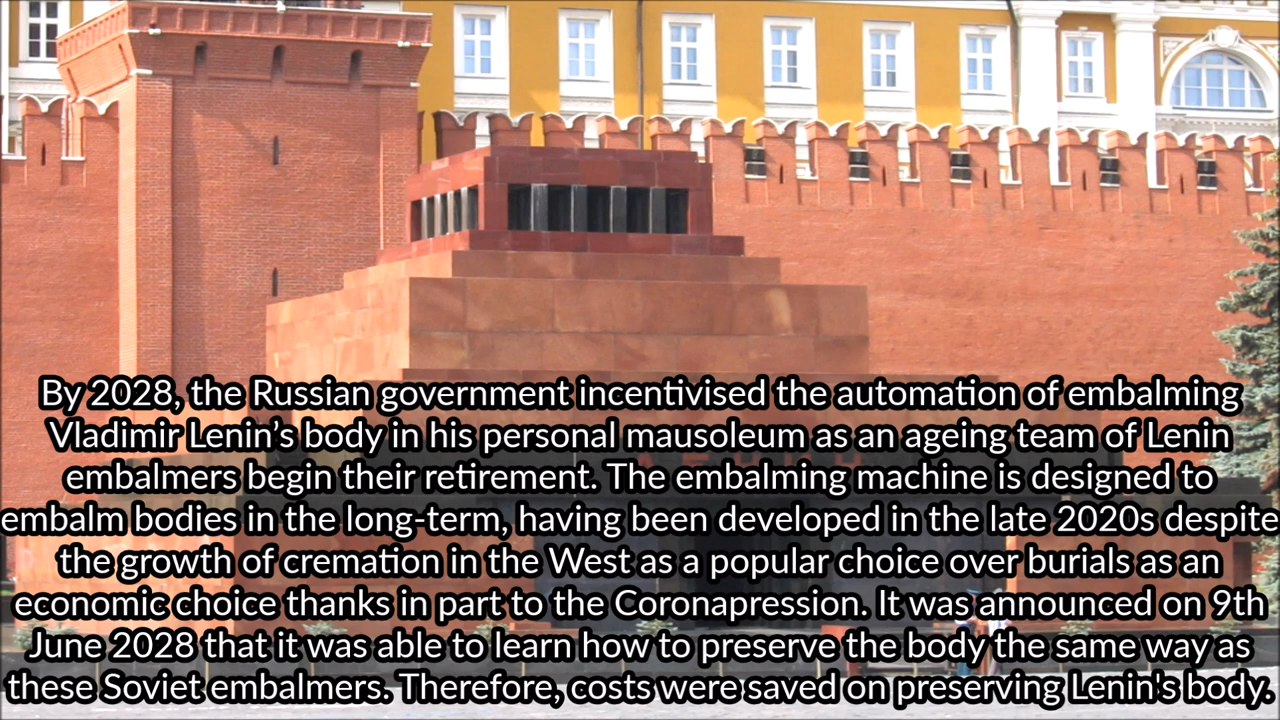 By 2028, the Russian government incentivised the automation of embalming
Vladimir Lenin’s body in his personal mausoleum as an ageing team of Lenin
embalmers begin their retirement. The embalming machine is designed to
embalm bodies in the long-term, having been developed in the late 2020s despite
the growth of cremation in the West as a popular choice over burials as an
economic choice thanks in part to the Coronapression. It was announced on 9th
June 2028 that it was able to learn how to preserve the body the same way as
these Soviet embalmers. Therefore, costs were saved on preserving Lenin's body.